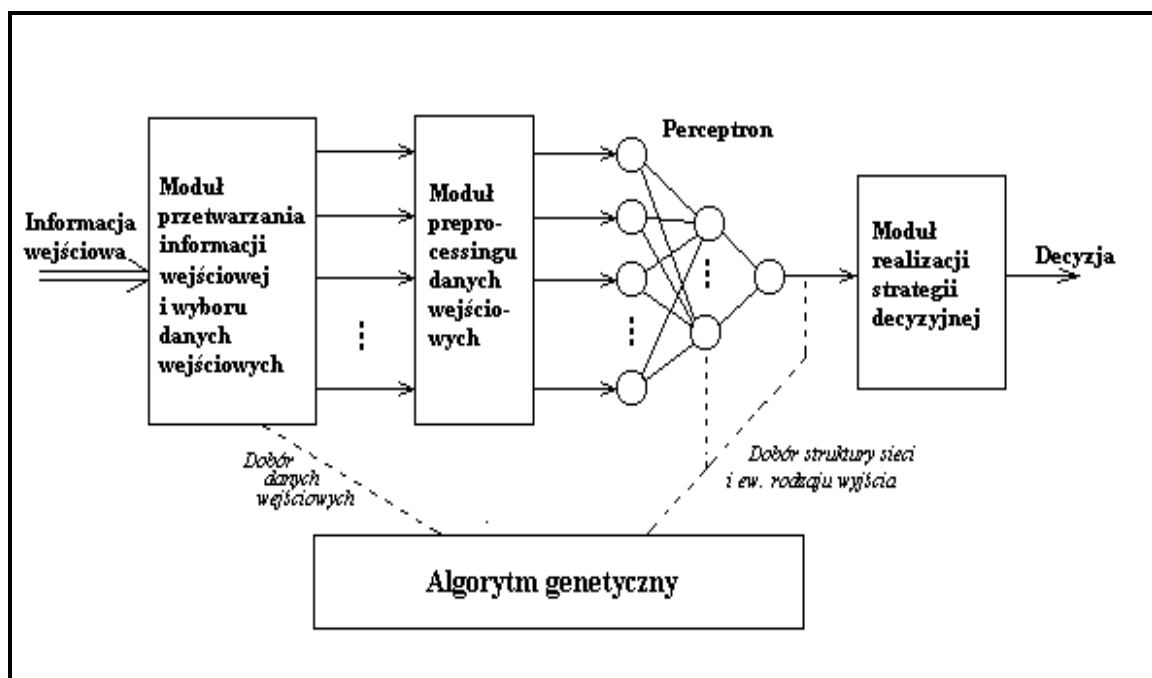 Informacja
wejściowa
Moduł
przetwarzania
informacji
wejściowej
i wyboru
danych
wejściowych
Moduł
prepro-
cessingu
danych
wejścio-
wych
Perceptron
Moduł
realizacji
strategii
decyzyjnej
Decyzja
Dobór
danych
wejściowych
Dobór struktury sieci
i ew. rodzaju wyjścia
Algorytm genetyczny